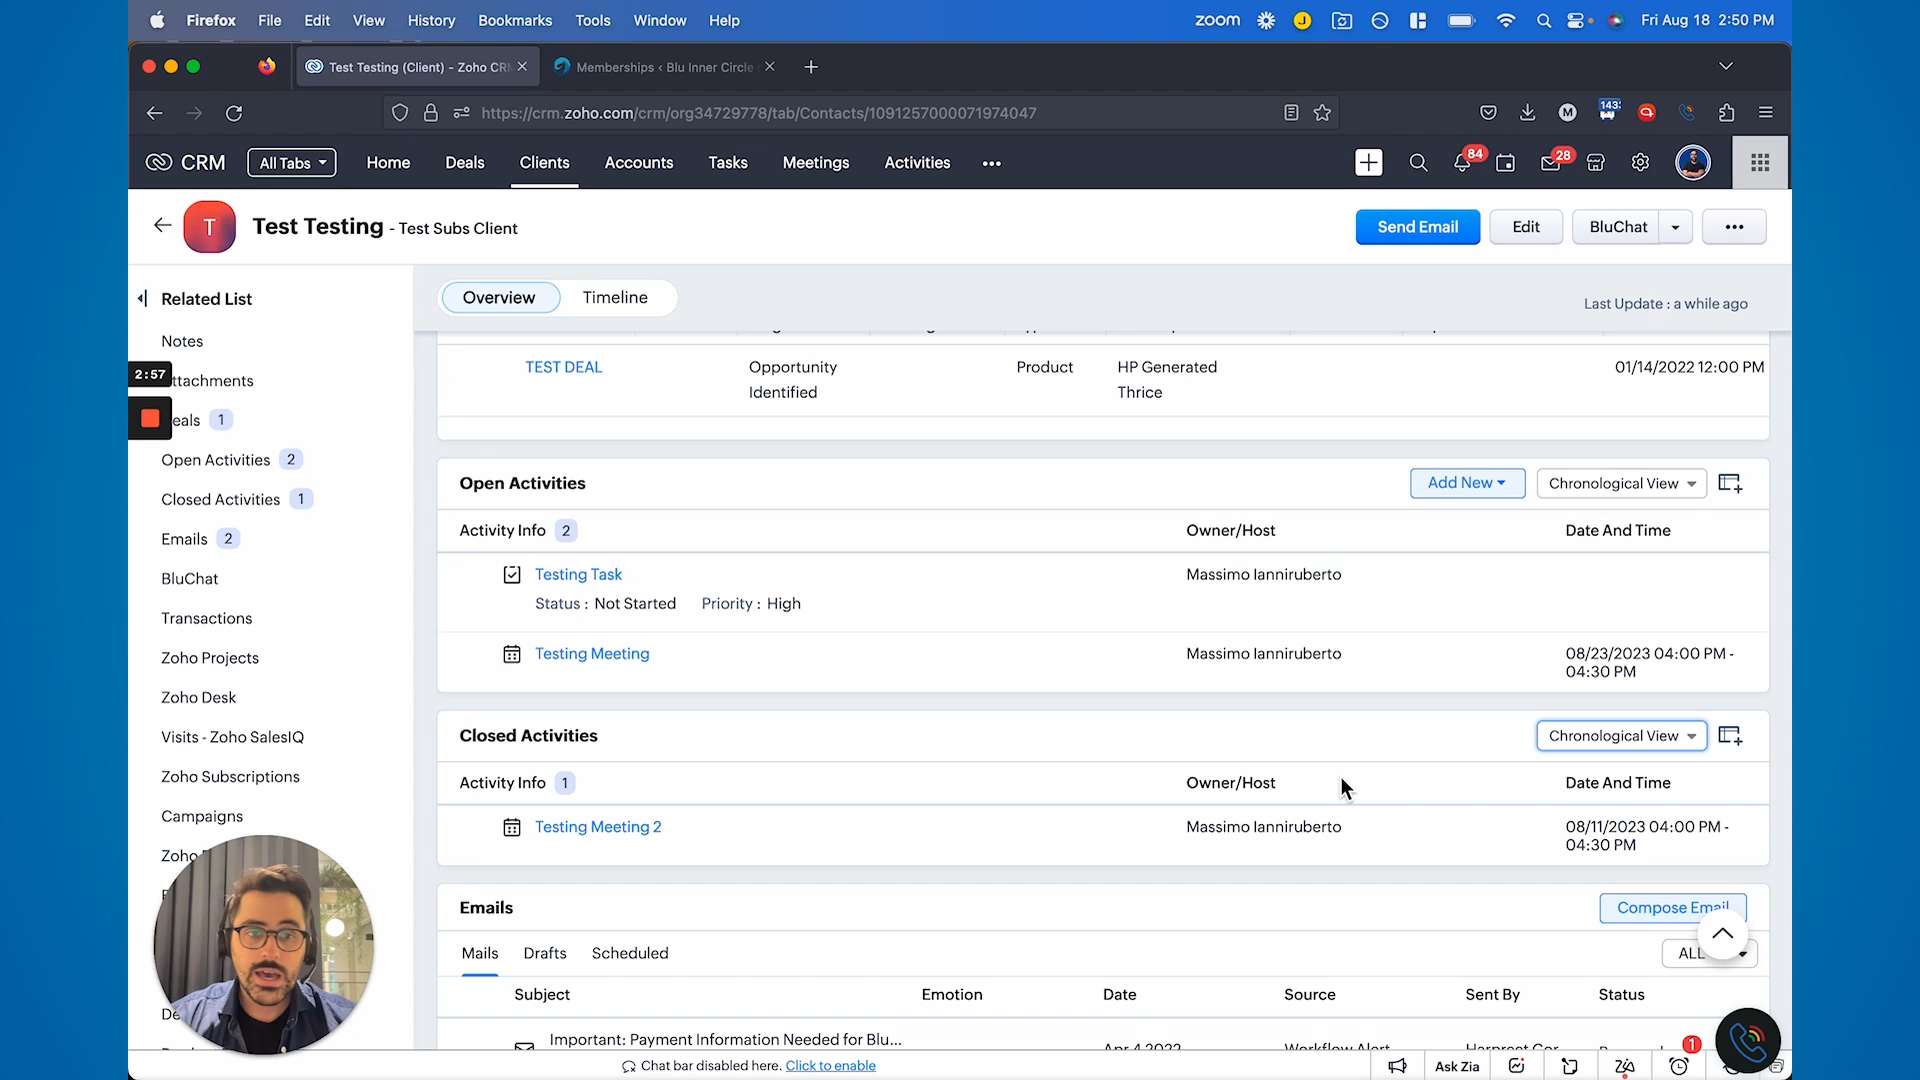 Firefox File Edit View History Bookmarks Tools Window Help
zoom J Fri Aug 18 2:50 PM
Test Testing (Client) - Zoho CR
Memberships ‹ Blu Inner Circle
https://crm.zoho.com/crm/org34729778/tab/Contacts/1091257000071974047
M 143
CRM All Tabs Home Deals Clients Accounts Tasks Meetings Activities 84 28
T Test Testing - Test Subs Client
Send Email Edit BluChat
Related List
Notes
ttachments
eals 1
Open Activities 2
Closed Activities 1
Emails 2
BluChat
Transactions
Zoho Projects
Zoho Desk
Visits - Zoho SalesIQ
Zoho Subscriptions
Campaigns
Zoho
De
2:57
Overview Timeline
Last Update : a while ago
TEST DEAL Opportunity Identified Product HP Generated Thrice 01/14/2022 12:00 PM
Open Activities Add New Chronological View
Activity Info 2 Owner/Host Date And Time
Testing Task Massimo Ianniruberto
Status : Not Started Priority : High
Testing Meeting Massimo Ianniruberto 08/23/2023 04:00 PM -
04:30 PM
Closed Activities Chronological View
Activity Info 1 Owner/Host Date And Time
Testing Meeting 2 Massimo Ianniruberto 08/11/2023 04:00 PM -
04:30 PM
Emails Compose Email
Mails Drafts Scheduled ALL
Subject Emotion Date Source Sent By Status
Important: Payment Information Needed for Blu... Apr 4 2022 Workflow Alert
Chat bar disabled here. Click to enable
Ask Zia 1